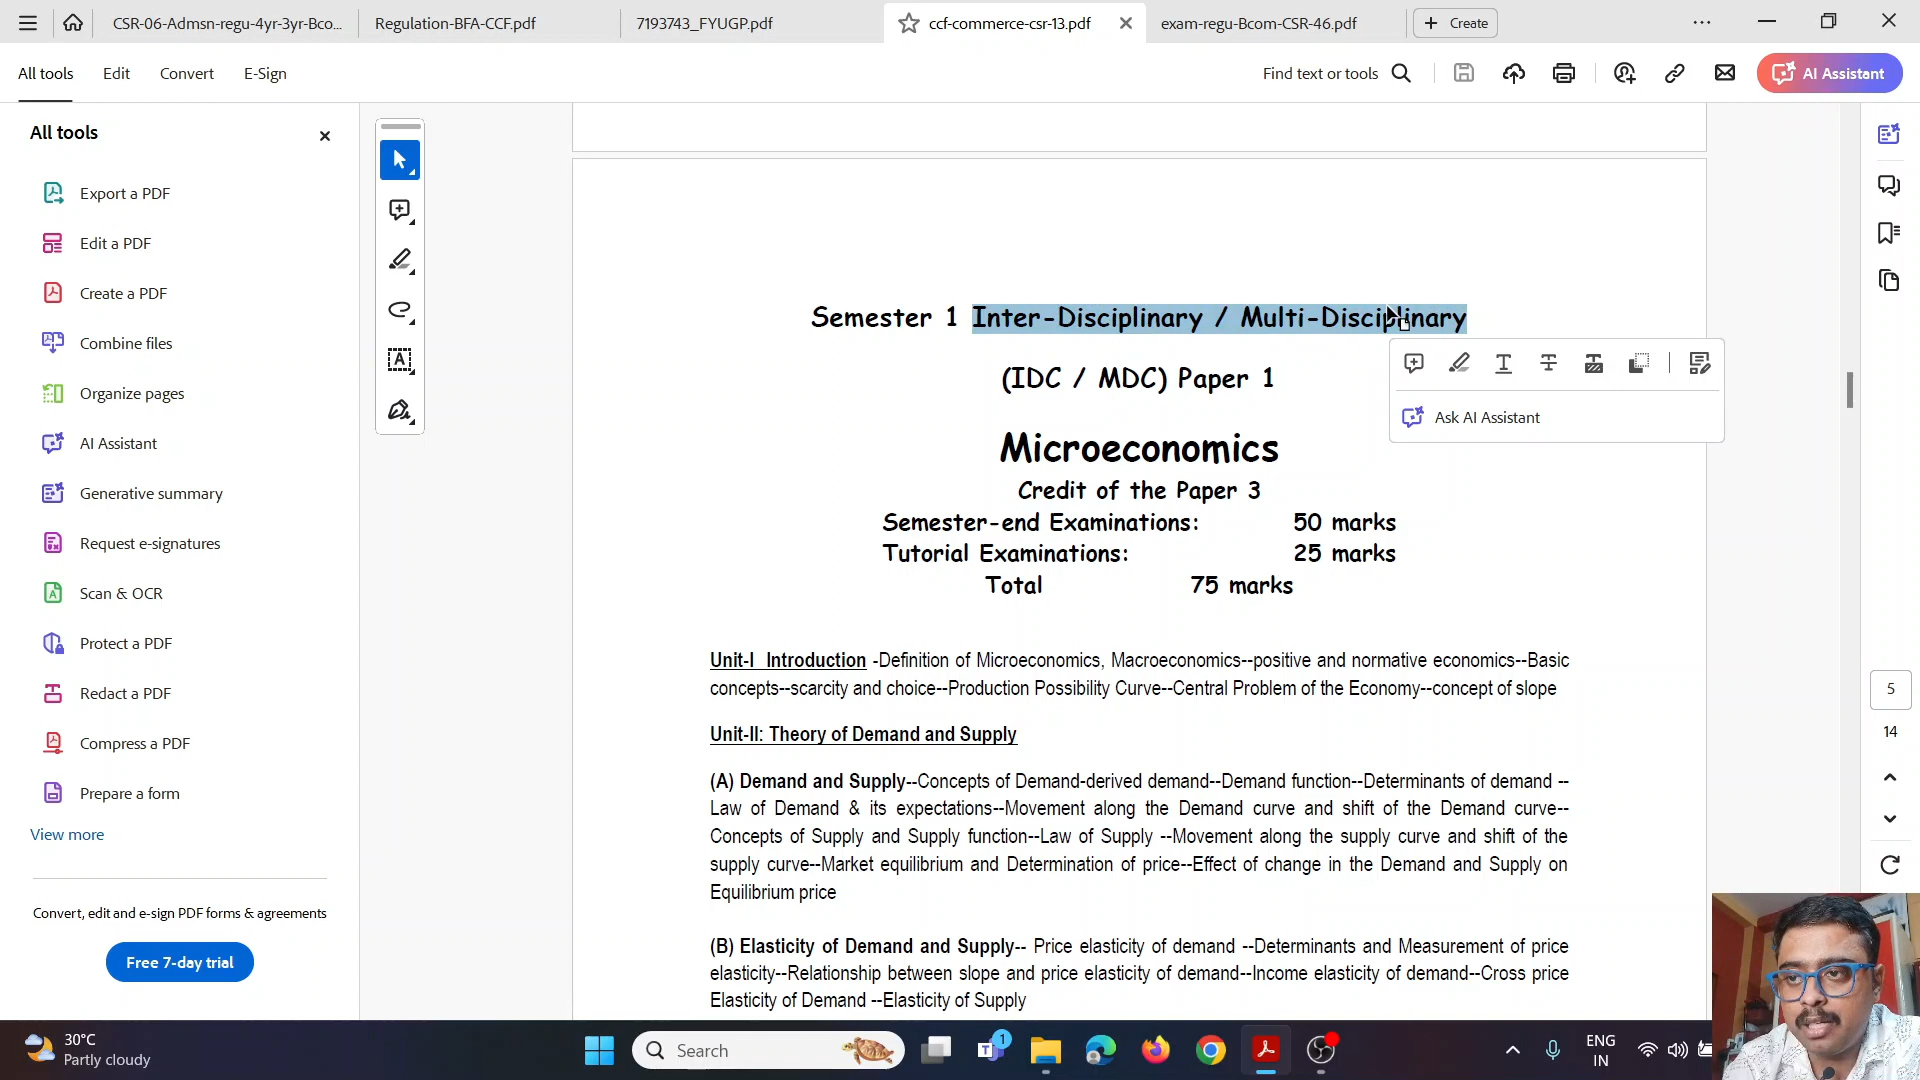 CSR-06-Admsn-regu-4yr-3yr-Bco...
Regulation-BFA-CCF.pdf
7193743_FYUGP.pdf
ccf-commerce-csr-13.pdf
exam-regu-Bcom-CSR-46.pdf
Create
All tools
Edit
Convert
E-Sign
Find text or tools
AI Assistant
All tools
Export a PDF
Edit a PDF
Create a PDF
Combine files
Organize pages
AI Assistant
Generative summary
Request e-signatures
Scan & OCR
Protect a PDF
Redact a PDF
Compress a PDF
Prepare a form
View more
Convert, edit and e-sign PDF forms & agreements
Free 7-day trial
Semester 1 Inter-Disciplinary / Multi-Disciplinary
(IDC / MDC) Paper 1
Microeconomics
Credit of the Paper 3
Semester-end Examinations: 50 marks
Tutorial Examinations: 25 marks
Total 75 marks
Ask AI Assistant
Unit-I Introduction -Definition of Microeconomics, Macroeconomics--positive and normative economics--Basic
concepts--scarcity and choice--Production Possibility Curve--Central Problem of the Economy--concept of slope
Unit-II: Theory of Demand and Supply
(A) Demand and Supply--Concepts of Demand-derived demand--Demand function--Determinants of demand --
Law of Demand & its expectations--Movement along the Demand curve and shift of the Demand curve--
Concepts of Supply and Supply function--Law of Supply --Movement along the supply curve and shift of the
supply curve--Market equilibrium and Determination of price--Effect of change in the Demand and Supply on
Equilibrium price
(B) Elasticity of Demand and Supply-- Price elasticity of demand --Determinants and Measurement of price
elasticity--Relationship between slope and price elasticity of demand--Income elasticity of demand--Cross price
Elasticity of Demand --Elasticity of Supply
5
14
30°C
Partly cloudy
Search
1
ENG
IN